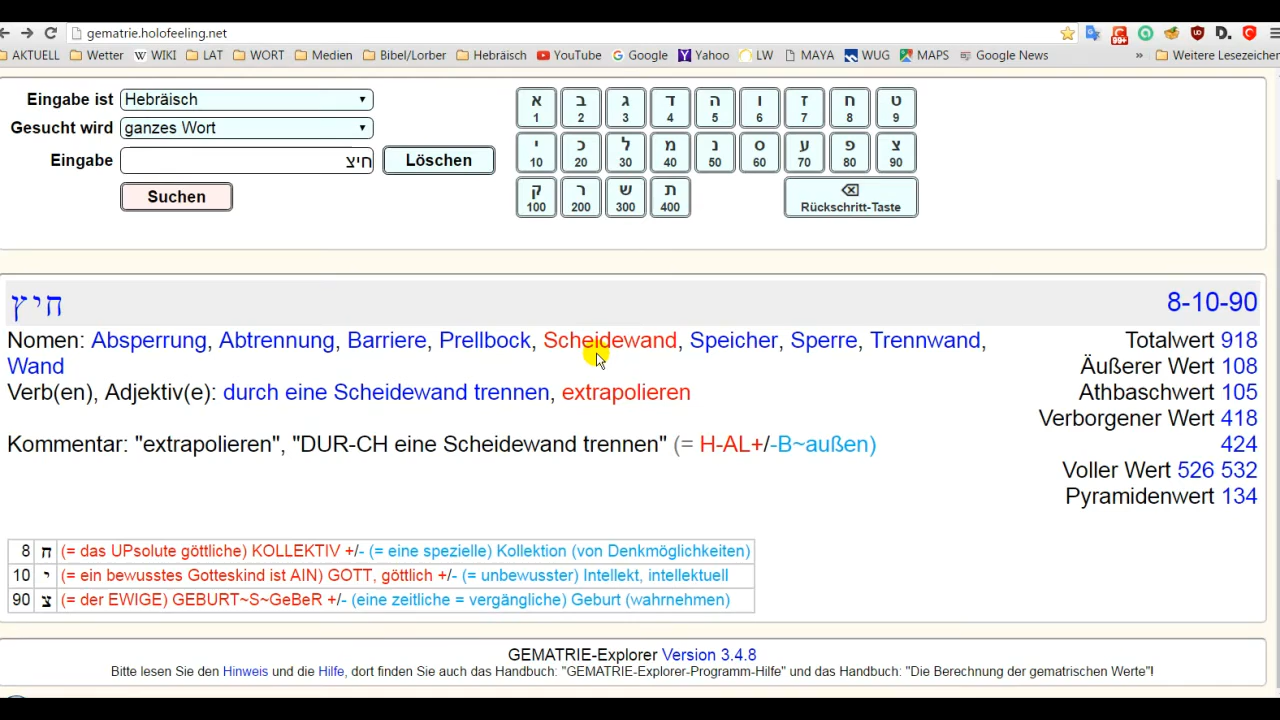 gematrie.holofeeling.net
99+
AKTUELL Wetter WIKI LAT WORT Medien Bibel/Lorber Hebräisch YouTube Google Yahoo LW MAYA WUG MAPS Google News » Weitere Lesezeichen
Eingabe ist Hebräisch
Gesucht wird ganzes Wort
Eingabe חיצ Löschen
Suchen
א ב ג ד ה ו ז ח ט
1 2 3 4 5 6 7 8 9
י כ ל מ נ ס ע פ צ
10 20 30 40 50 60 70 80 90
ק ר ש ת
100 200 300 400 Rückschritt-Taste
חיץ 8-10-90
Nomen: Absperrung, Abtrennung, Barriere, Prellbock, Scheidewand, Speicher, Sperre, Trennwand,
Wand
Verb(en), Adjektiv(e): durch eine Scheidewand trennen, extrapolieren
Kommentar: "extrapolieren", "DUR-CH eine Scheidewand trennen" (= H-AL+/-B~außen)
Totalwert 918
Äußerer Wert 108
Athbaschwert 105
Verborgener Wert 418
424
Voller Wert 526 532
Pyramidenwert 134
8 ח (= das UPsolute göttliche) KOLLEKTIV +/- (= eine spezielle) Kollektion (von Denkmöglichkeiten)
10 י (= ein bewusstes Gotteskind ist AIN) GOTT, göttlich +/- (= unbewusster) Intellekt, intellektuell
90 צ (= der EWIGE) GEBURT~S~GeBeR +/- (eine zeitliche = vergängliche) Geburt (wahrnehmen)
GEMATRIE-Explorer Version 3.4.8
Bitte lesen Sie den Hinweis und die Hilfe, dort finden Sie auch das Handbuch: "GEMATRIE-Explorer-Programm-Hilfe" und das Handbuch: "Die Berechnung der gematrischen Werte"!